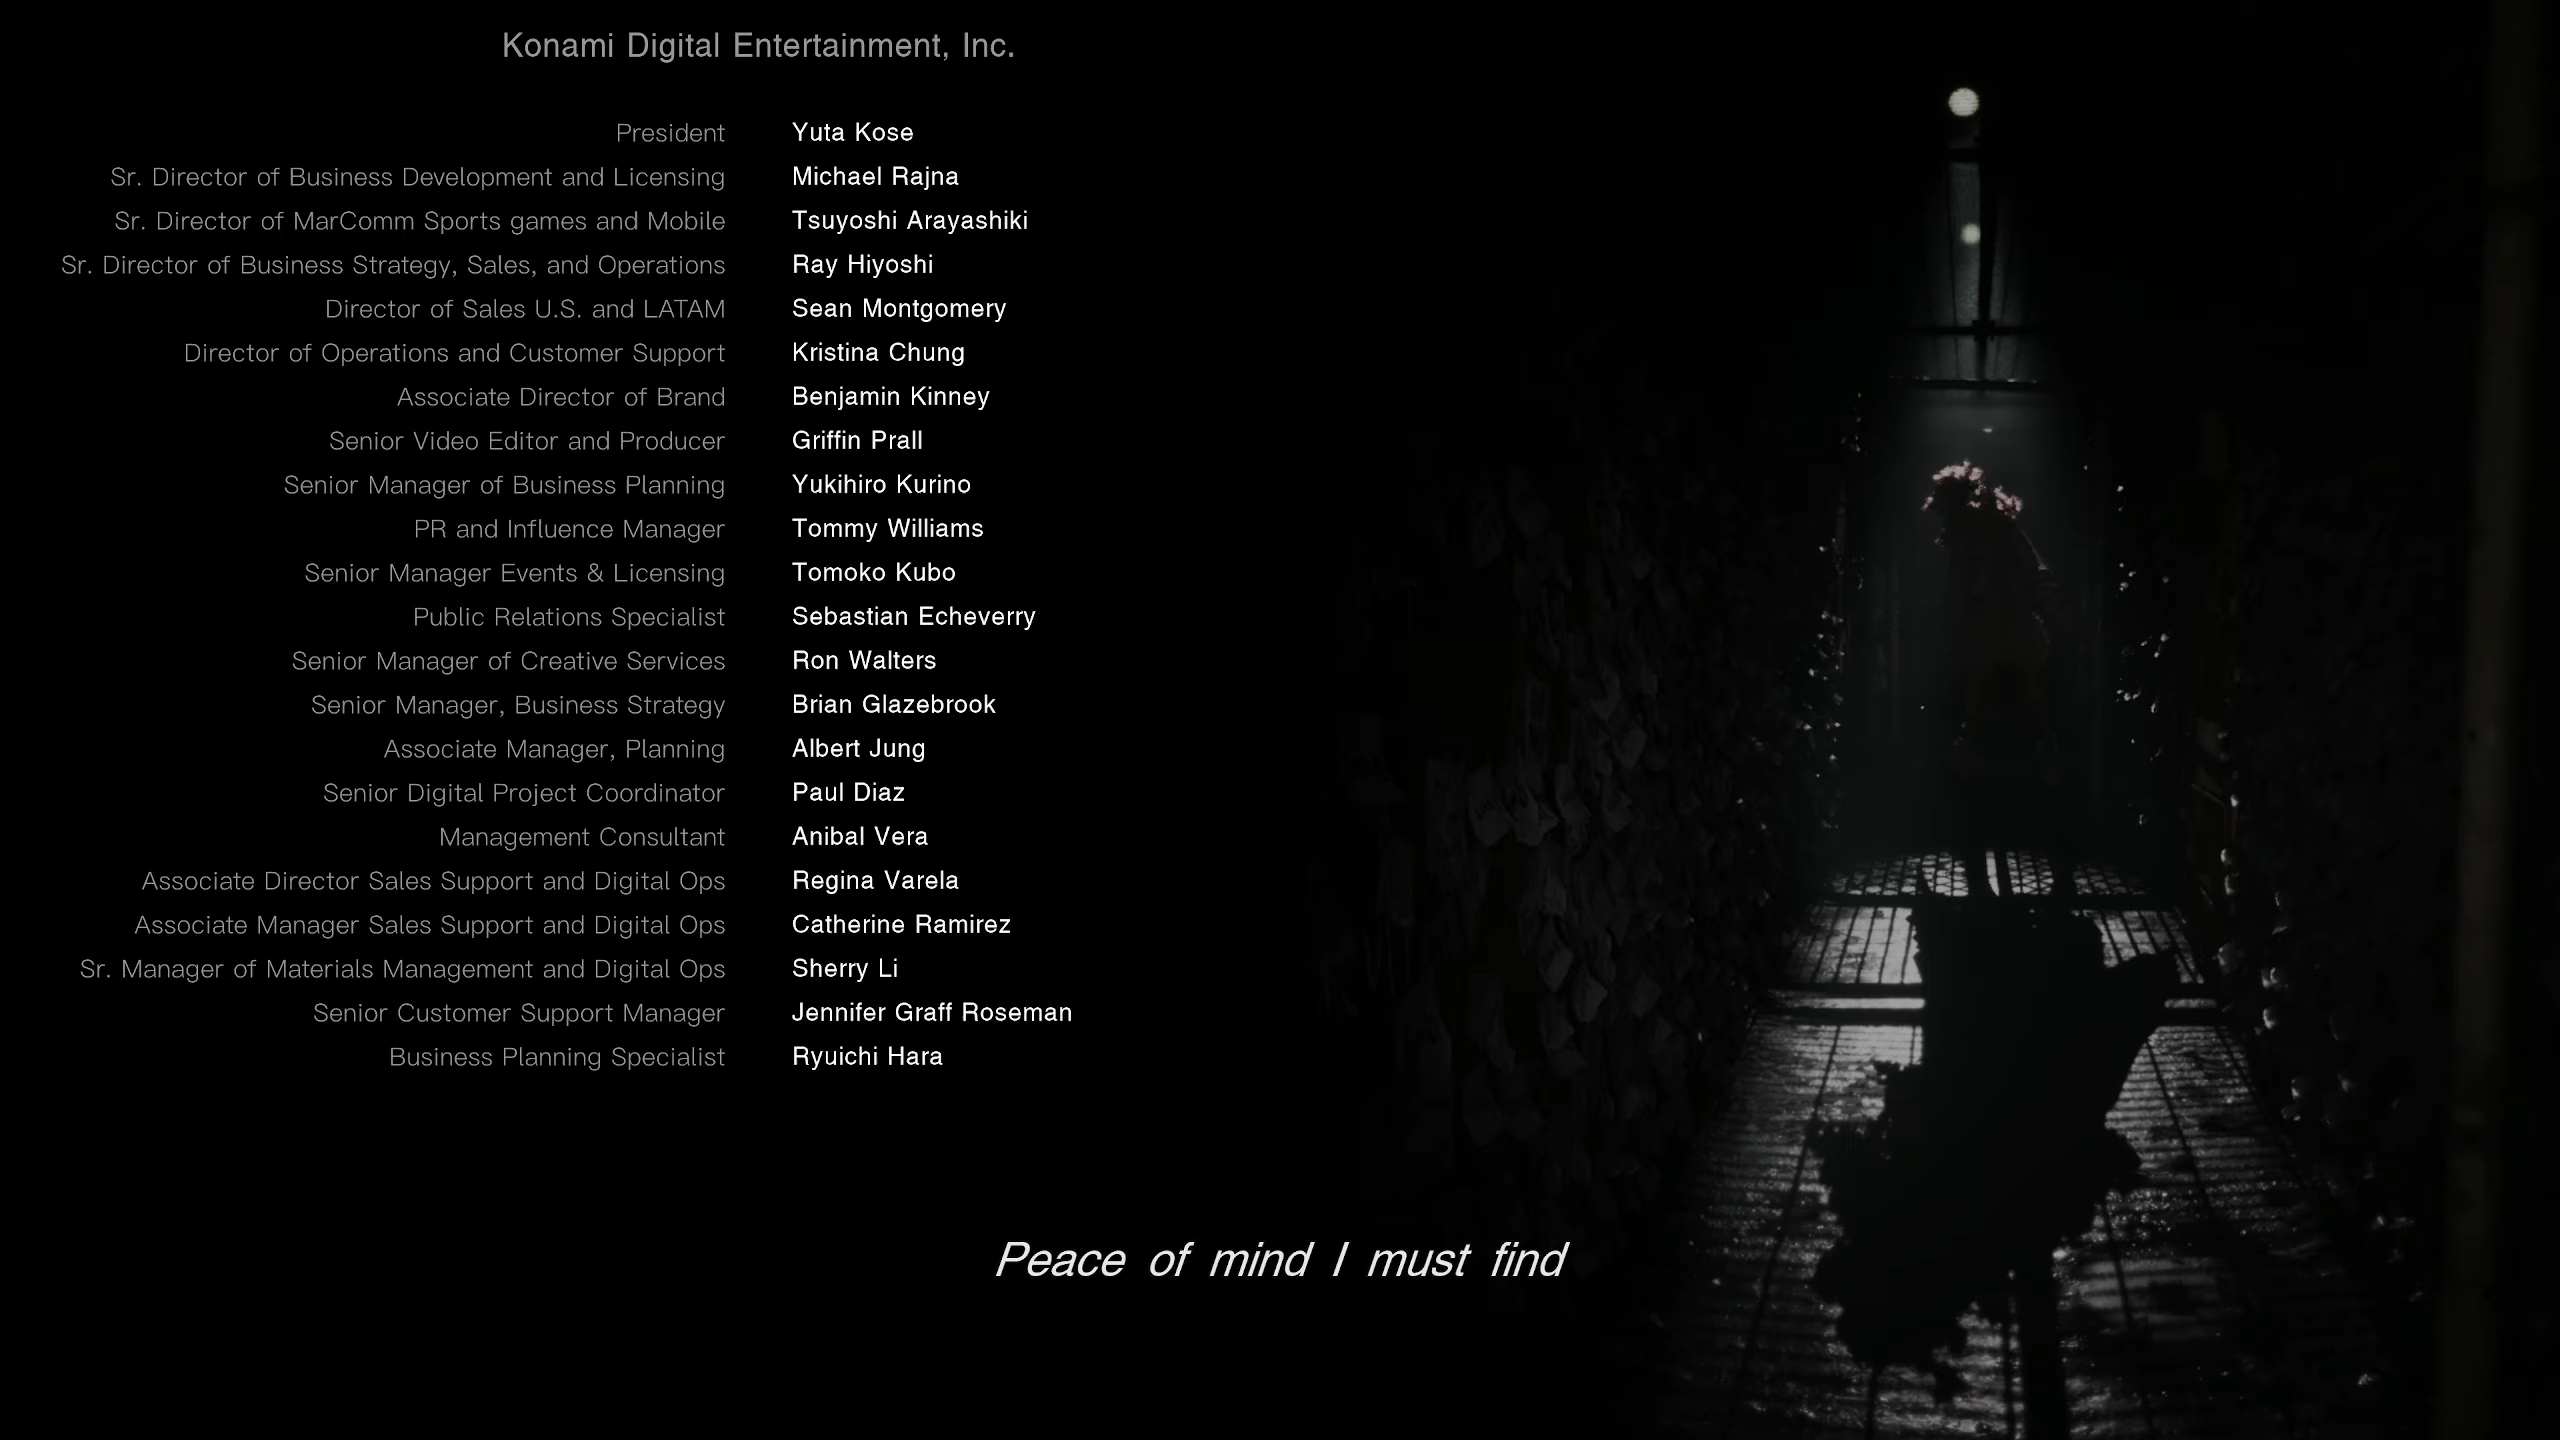 Konami Digital Entertainment, Inc.
President Yuta Kose
Sr. Director of Business Development and Licensing Michael Rajna
Sr. Director of MarComm Sports games and Mobile Tsuyoshi Arayashiki
Sr. Director of Business Strategy, Sales, and Operations Ray Hiyoshi
Director of Sales U.S. and LATAM Sean Montgomery
Director of Operations and Customer Support Kristina Chung
Associate Director of Brand Benjamin Kinney
Senior Video Editor and Producer Griffin Prall
Senior Manager of Business Planning Yukihiro Kurino
PR and Influence Manager Tommy Williams
Senior Manager Events & Licensing Tomoko Kubo
Public Relations Specialist Sebastian Echeverry
Senior Manager of Creative Services Ron Walters
Senior Manager, Business Strategy Brian Glazebrook
Associate Manager, Planning Albert Jung
Senior Digital Project Coordinator Paul Diaz
Management Consultant Anibal Vera
Associate Director Sales Support and Digital Ops Regina Varela
Associate Manager Sales Support and Digital Ops Catherine Ramirez
Sr. Manager of Materials Management and Digital Ops Sherry Li
Senior Customer Support Manager Jennifer Graff Roseman
Business Planning Specialist Ryuichi Hara
Peace of mind I must find